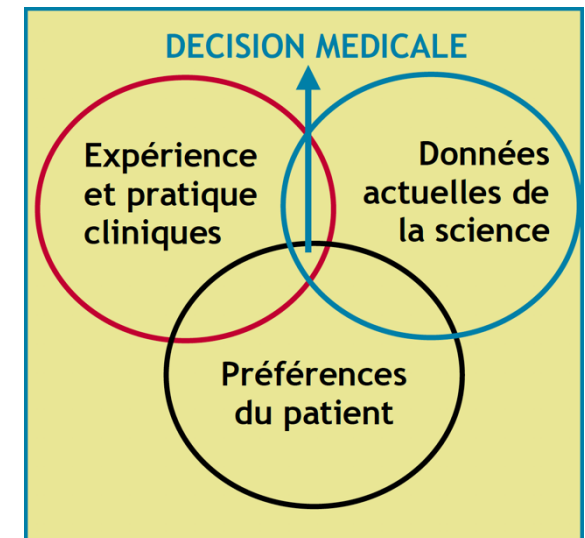 DECISION MEDICALE
Expérience
et pratique
cliniques
Données
actuelles de
la science
Préférences
du patient